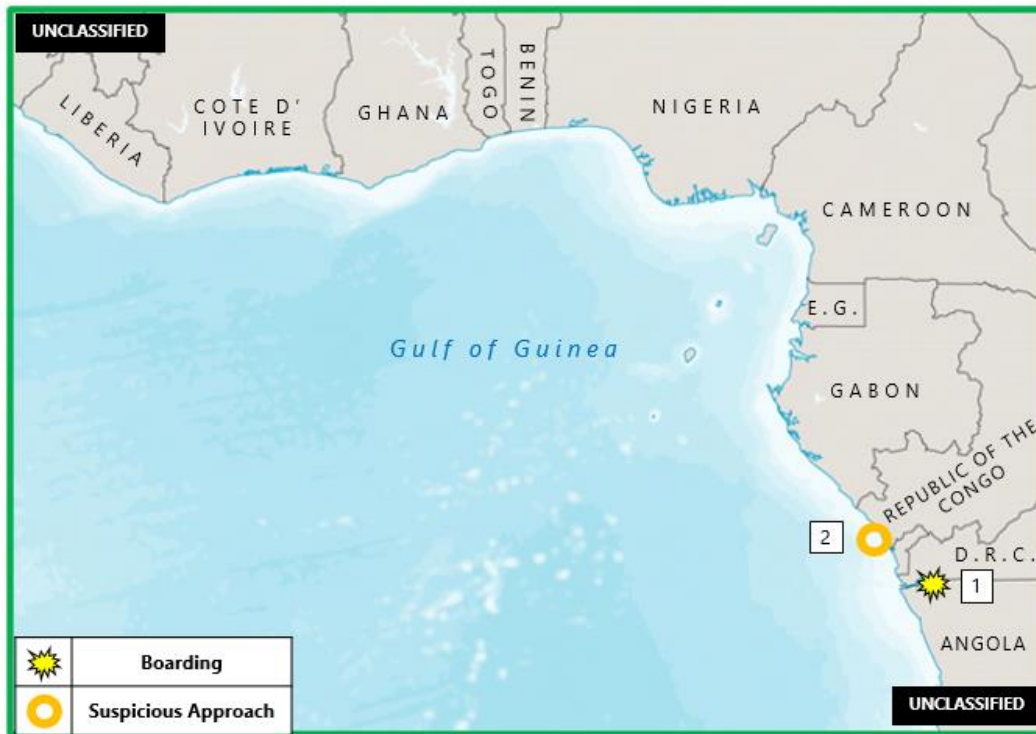 UNCLASSIFIED
LIBERIA
COTE D'
IVOIRE
GHANA
TOGO
BENIN
NIGERIA
CAMEROON
E.G.
Gulf of Guinea
GABON
REPUBLIC OF THE
CONGO
2
D.R.C.
1
ANGOLA
Boarding
Suspicious Approach
UNCLASSIFIED